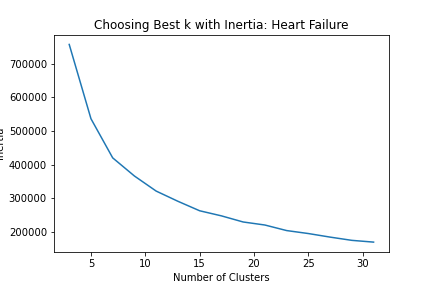 Choosing Best k with Inertia: Heart Failure
700000
600000
500000
400000
300000
200000
Inertia
5 10 15 20 25 30
Number of Clusters